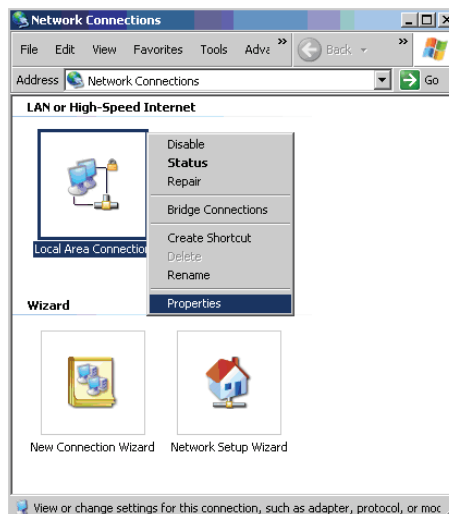 Network Connections
File Edit View Favorites Tools Adva » Back »
Address Network Connections Go
LAN or High-Speed Internet
Disable
Status
Repair
Bridge Connections
Create Shortcut
Delete
Rename
Properties
Local Area Connection
Wizard
New Connection Wizard Network Setup Wizard
View or change settings for this connection, such as adapter, protocol, or moc